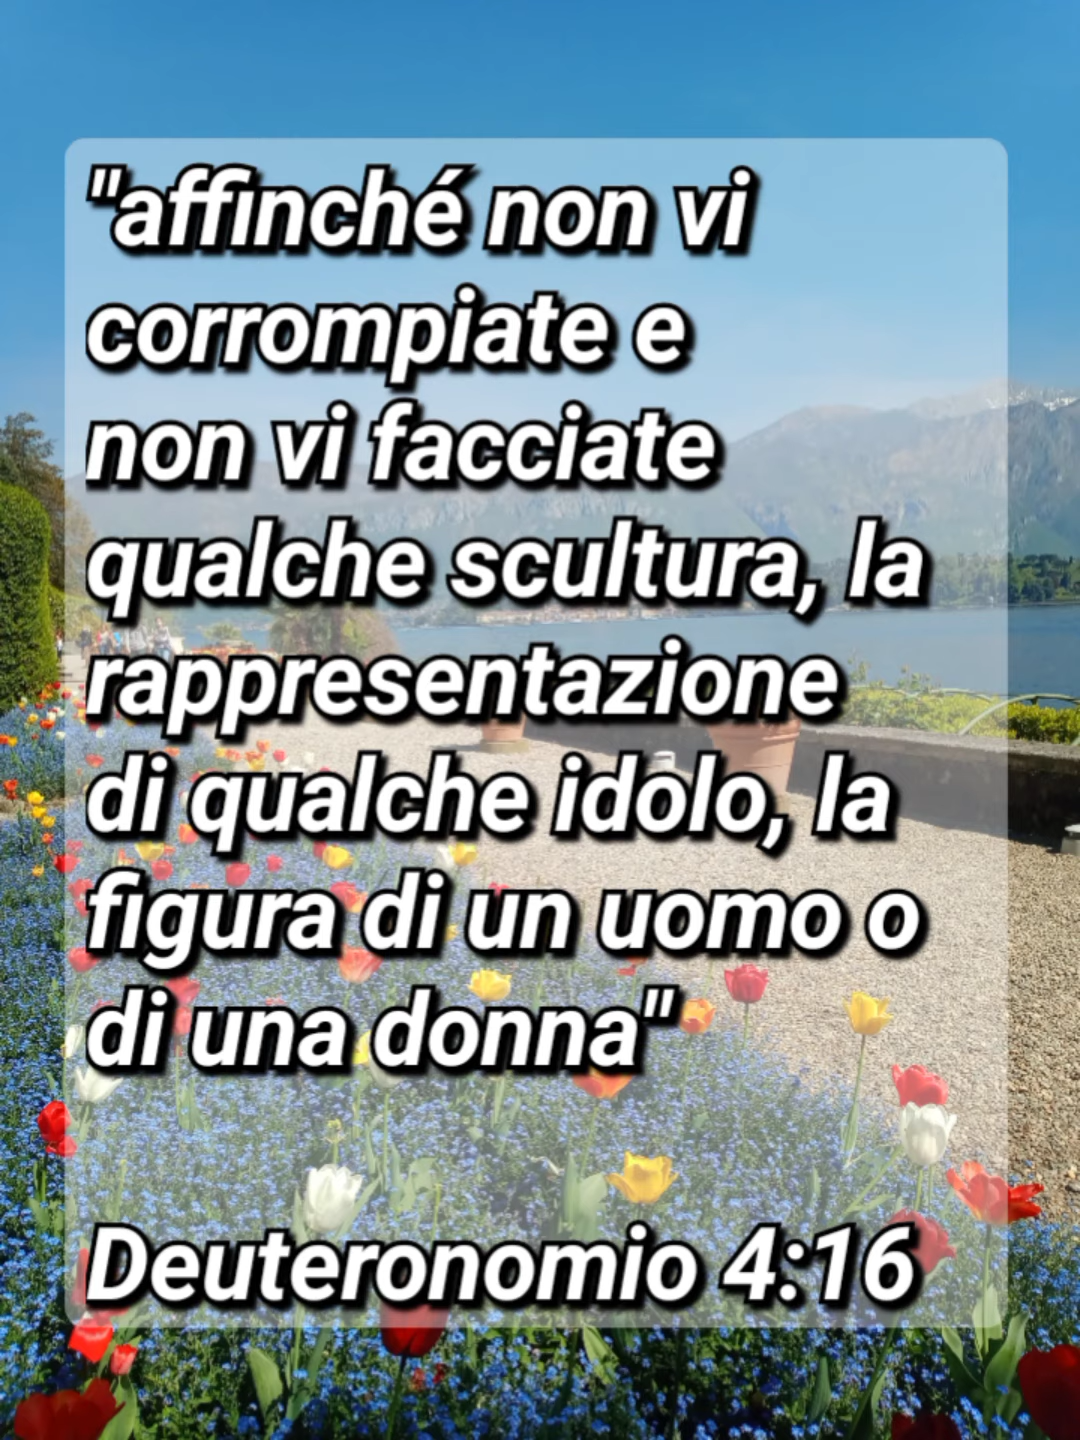 "affinché non vi
corrompiate e
non vi facciate
qualche scultura, la
rappresentazione
di qualche idolo, la
figura di un uomo o
di una donna"
Deuteronomio 4:16